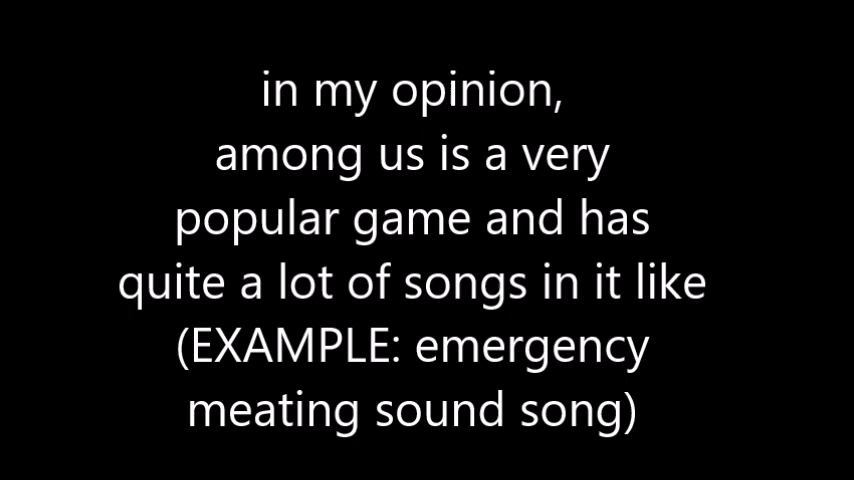 in my opinion,
among us is a very
popular game and has
quite a lot of songs in it like
(EXAMPLE: emergency
meating sound song)